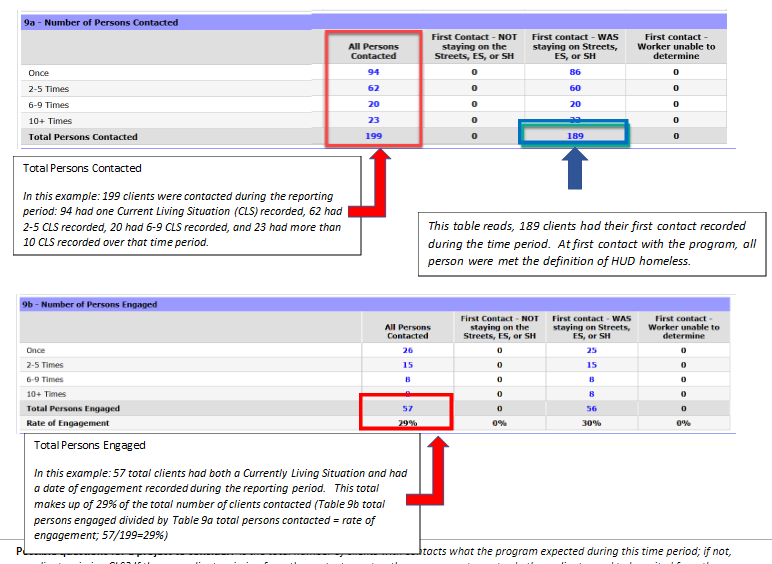 9a - Number of Persons Contacted
All Persons Contacted
First Contact - NOT staying on the Streets, ES, or SH
First contact - WAS staying on Streets, ES, or SH
First contact - Worker unable to determine
Once 94 0 86 0
2-5 Times 62 0 60 0
6-9 Times 20 0 20 0
10+ Times 23 0 23 0
Total Persons Contacted 199 0 189 0
Total Persons Contacted
In this example: 199 clients were contacted during the reporting
period: 94 had one Current Living Situation (CLS) recorded, 62 had
2-5 CLS recorded, 20 had 6-9 CLS recorded, and 23 had more than
10 CLS recorded over that time period.
This table reads, 189 clients had their first contact recorded
during the time period. At first contact with the program, all
person were met the definition of HUD homeless.
9b - Number of Persons Engaged
All Persons Contacted
First Contact - NOT staying on the Streets, ES, or SH
First contact - WAS staying on Streets, ES, or SH
First contact - Worker unable to determine
Once 26 0 25 0
2-5 Times 15 0 15 0
6-9 Times 8 0 8 0
10+ Times 8 0 8 0
Total Persons Engaged 57 0 56 0
Rate of Engagement 29% 0% 30% 0%
Total Persons Engaged
In this example: 57 total clients had both a Currently Living Situation and had
a date of engagement recorded during the reporting period. This total
makes up of 29% of the total number of clients contacted (Table 9b total
persons engaged divided by Table 9a total persons contacted = rate of
engagement; 57/199=29%)
contacts what the program expected during this time period; if not,